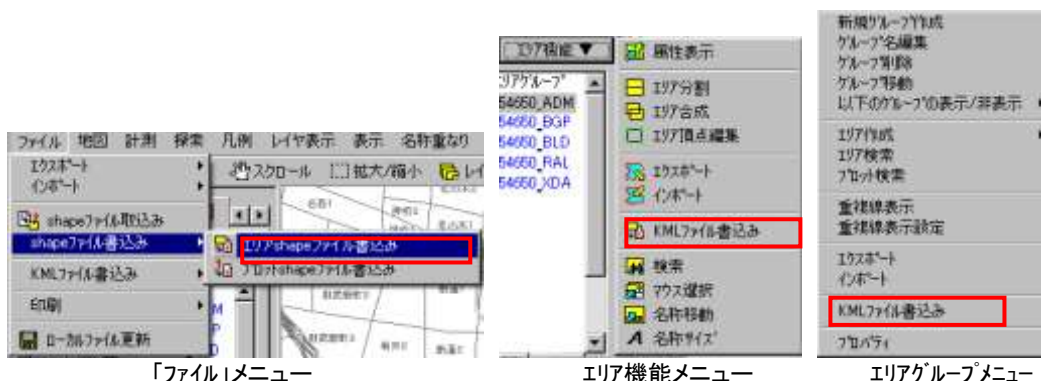 ファイル 地図 計測 探索 凡例 レイヤ表示 表示 名称重なり
エクスポート
インポート
shapeファイル取込み
shapeファイル書込み
KMLファイル書込み
印刷
ローカルファイル更新
スクロール 拡大/縮小
エリアshapeファイル書込み
プロットshapeファイル書込み
「ファイル」メニュー
エリア機能▼
エリアグループ
54650_ADM
54650_BGP
54650_BLD
54650_RAL
54650_XDA
属性表示
エリア分割
エリア合成
エリア頂点編集
エクスポート
インポート
KMLファイル書込み
検索
マウス選択
名称移動
名称サイズ
エリア機能メニュー
新規グループ作成
グループ名編集
グループ削除
グループ移動
以下のグループの表示/非表示
エリア作成
エリア検索
プロット検索
重複線表示
重複線表示設定
エクスポート
インポート
KMLファイル書込み
プロパティ
エリアグループメニュー